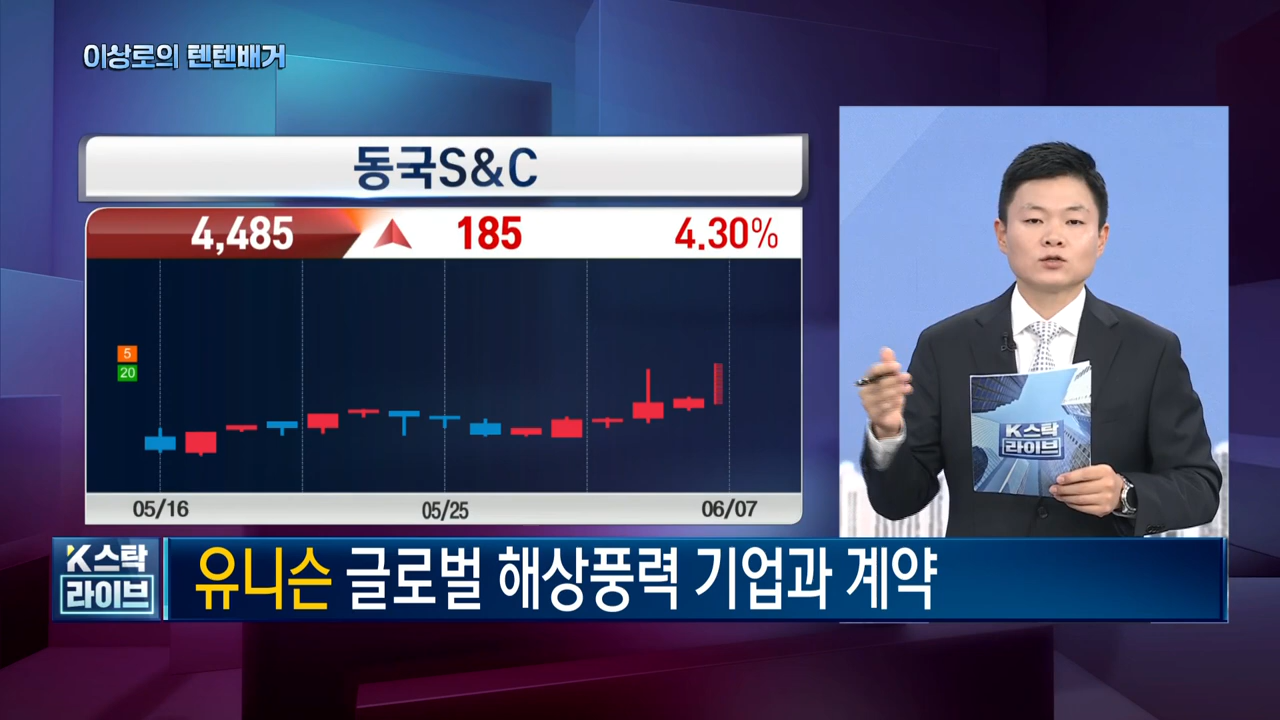 이상로의 텐텐배거
동국S&C
4,485 185 4.30%
5
20
05/16 05/25 06/07
K스탁
라이브
K스탁
라이브
유니슨 글로벌 해상풍력 기업과 계약